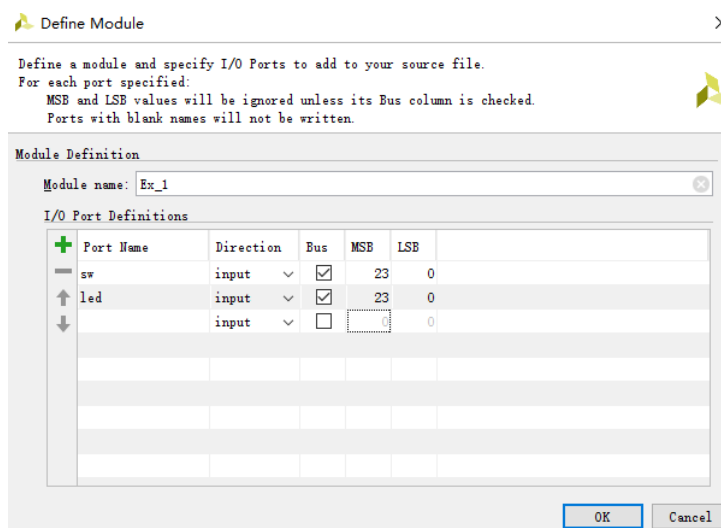 Define Module
Define a module and specify I/O Ports to add to your source file.
For each port specified:
MSB and LSB values will be ignored unless its Bus column is checked.
Ports with blank names will not be written.
Module Definition
Module name: Ex_1
I/O Port Definitions
Port Name Direction Bus MSB LSB
sw input 23 0
led input 23 0
input 0 0
OK Cancel